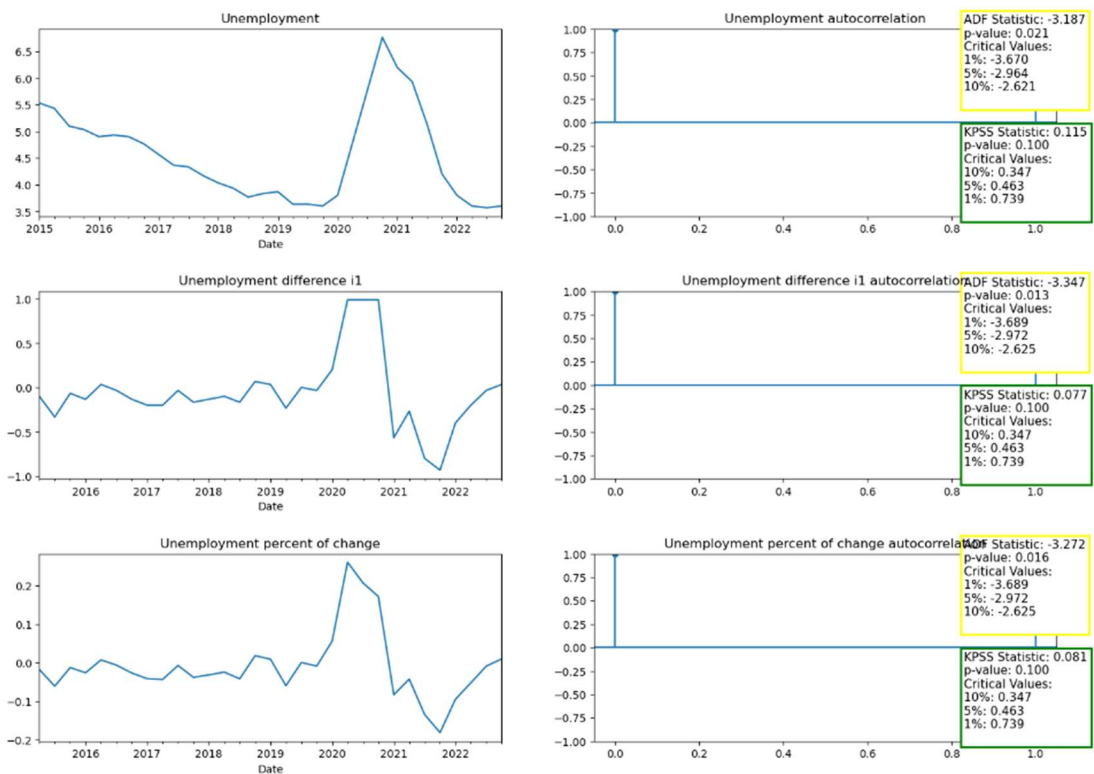 Unemployment
6.5
6.0
5.5
5.0
4.5
4.0
3.5
2015 2016 2017 2018 2019 2020 2021 2022
Date
Unemployment autocorrelation
1.00
0.75
0.50
0.25
0.00
−0.25
−0.50
−0.75
−1.00
0.0 0.2 0.4 0.6 0.8 1.0
ADF Statistic: -3.187
p-value: 0.021
Critical Values:
1%: -3.670
5%: -2.964
10%: -2.621
KPSS Statistic: 0.115
p-value: 0.100
Critical Values:
10%: 0.347
5%: 0.463
1%: 0.739
Unemployment difference i1
1.0
0.5
0.0
−0.5
−1.0
2016 2017 2018 2019 2020 2021 2022
Date
Unemployment difference i1 autocorrelation
1.00
0.75
0.50
0.25
0.00
−0.25
−0.50
−0.75
−1.00
0.0 0.2 0.4 0.6 0.8 1.0
ADF Statistic: -3.347
p-value: 0.013
Critical Values:
1%: -3.689
5%: -2.972
10%: -2.625
KPSS Statistic: 0.077
p-value: 0.100
Critical Values:
10%: 0.347
5%: 0.463
1%: 0.739
Unemployment percent of change
0.2
0.1
0.0
−0.1
−0.2
2016 2017 2018 2019 2020 2021 2022
Date
Unemployment percent of change autocorrelation
1.00
0.75
0.50
0.25
0.00
−0.25
−0.50
−0.75
−1.00
0.0 0.2 0.4 0.6 0.8 1.0
ADF Statistic: -3.272
p-value: 0.016
Critical Values:
1%: -3.689
5%: -2.972
10%: -2.625
KPSS Statistic: 0.081
p-value: 0.100
Critical Values:
10%: 0.347
5%: 0.463
1%: 0.739